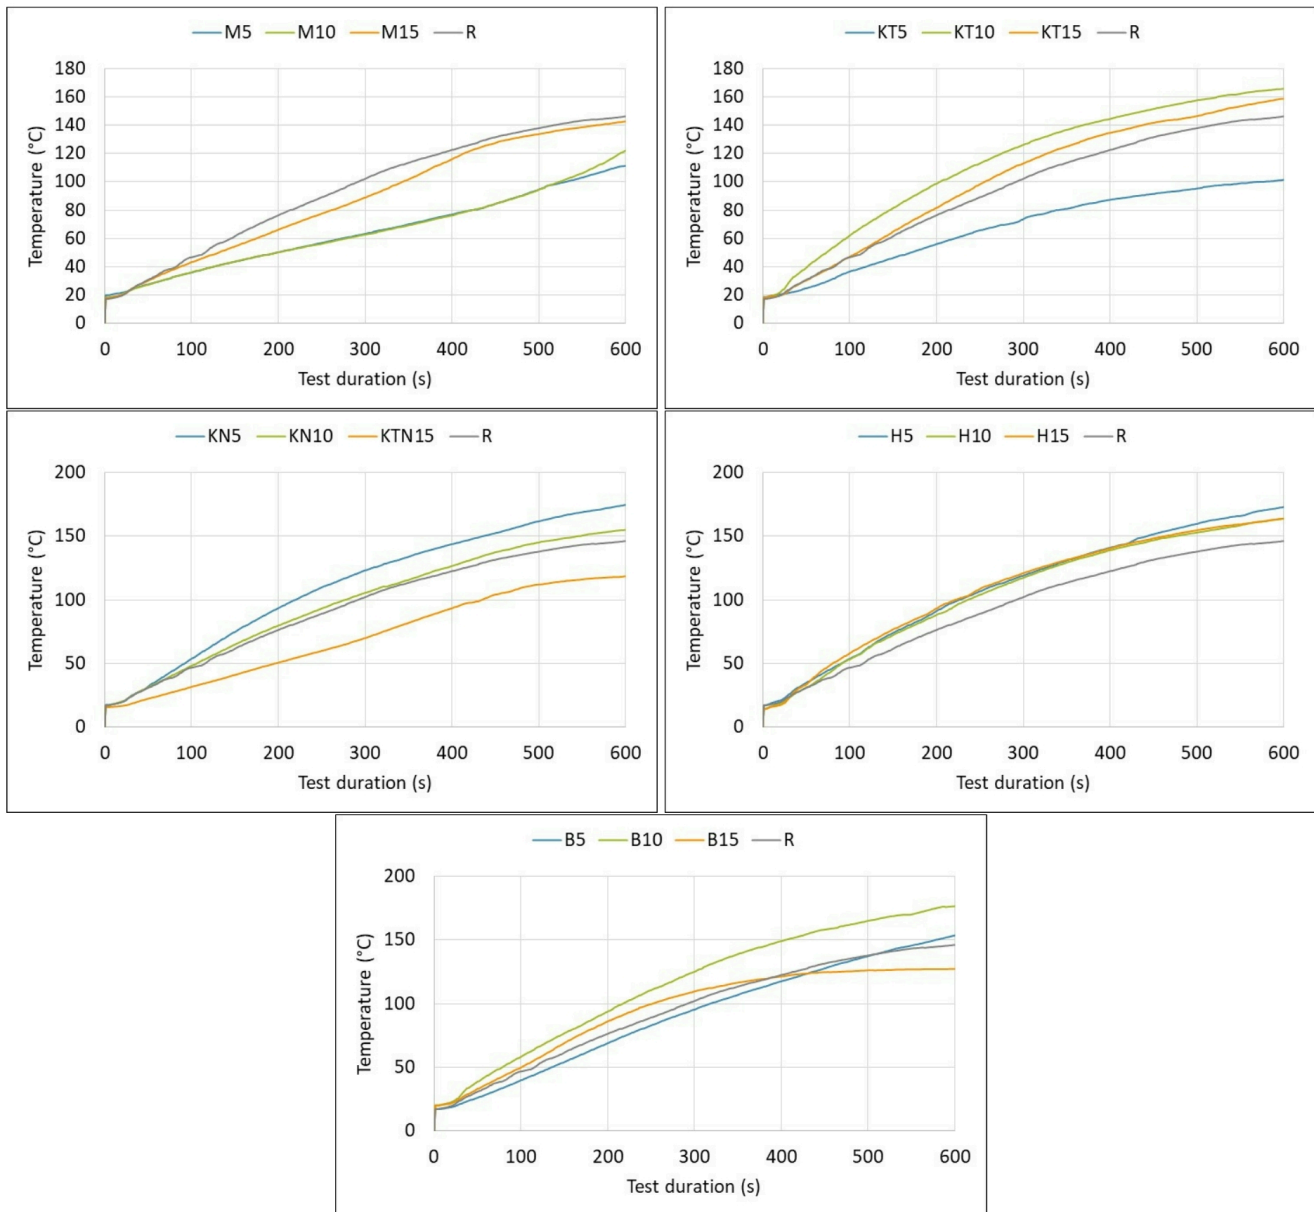 M5 M10 M15 R
180
160
140
120
100
80
60
40
20
0
Temperature (°C)
0 100 200 300 400 500 600
Test duration (s)
KT5 KT10 KT15 R
180
160
140
120
100
80
60
40
20
0
Temperature (°C)
0 100 200 300 400 500 600
Test duration (s)
KN5 KN10 KTN15 R
200
150
100
50
0
Temperature (°C)
0 100 200 300 400 500 600
Test duration (s)
H5 H10 H15 R
200
150
100
50
0
Temperature (°C)
0 100 200 300 400 500 600
Test duration (s)
B5 B10 B15 R
200
150
100
50
0
Temperature (°C)
0 100 200 300 400 500 600
Test duration (s)